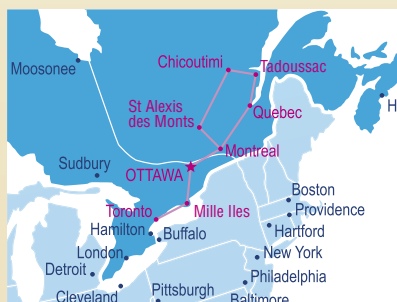 Chicoutimi
Moosonee
Tadoussac
St Alexis
des Monts
Quebec
H
Montreal
Sudbury
OTTAWA
Boston
Toronto
Mille Iles
Providence
Hamilton
Buffalo
Hartford
London
New York
Detroit
Philadelphia
Cleveland
Pittsburgh
Baltimore